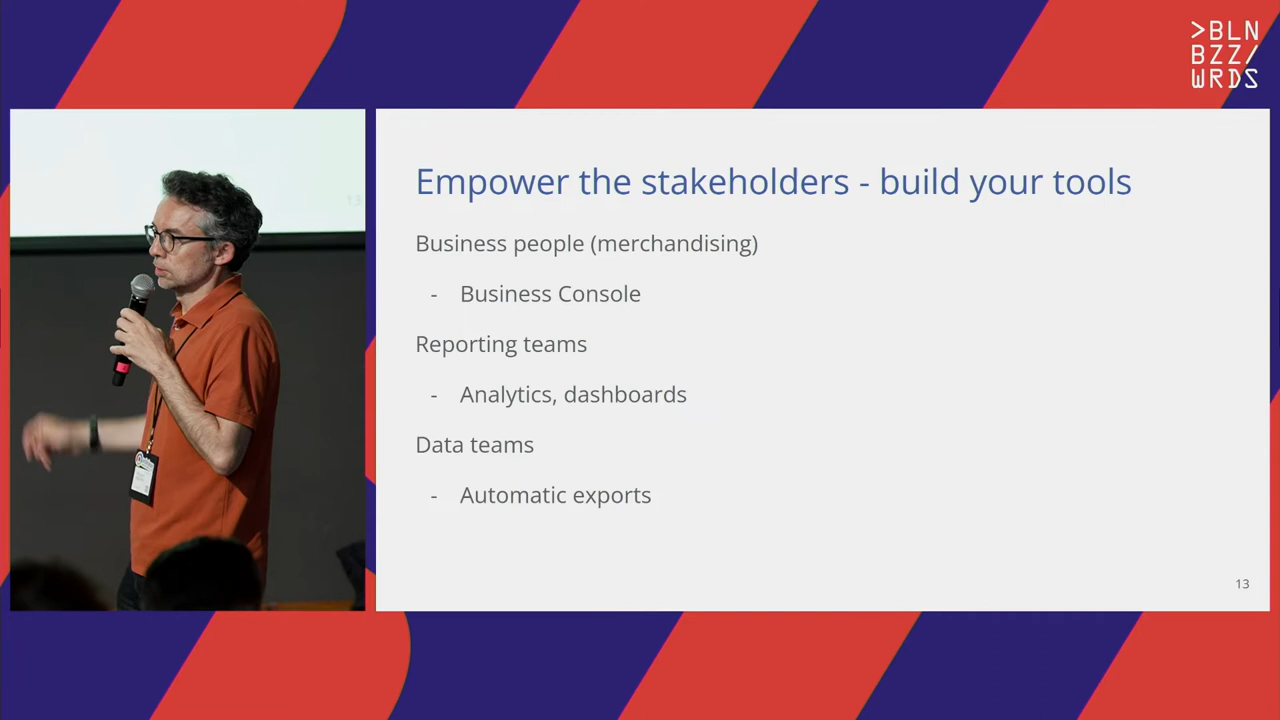 >BLN
BZZ/
WRDS
Empower the stakeholders - build your tools
Business people (merchandising)
- Business Console
Reporting teams
- Analytics, dashboards
Data teams
- Automatic exports
13
13